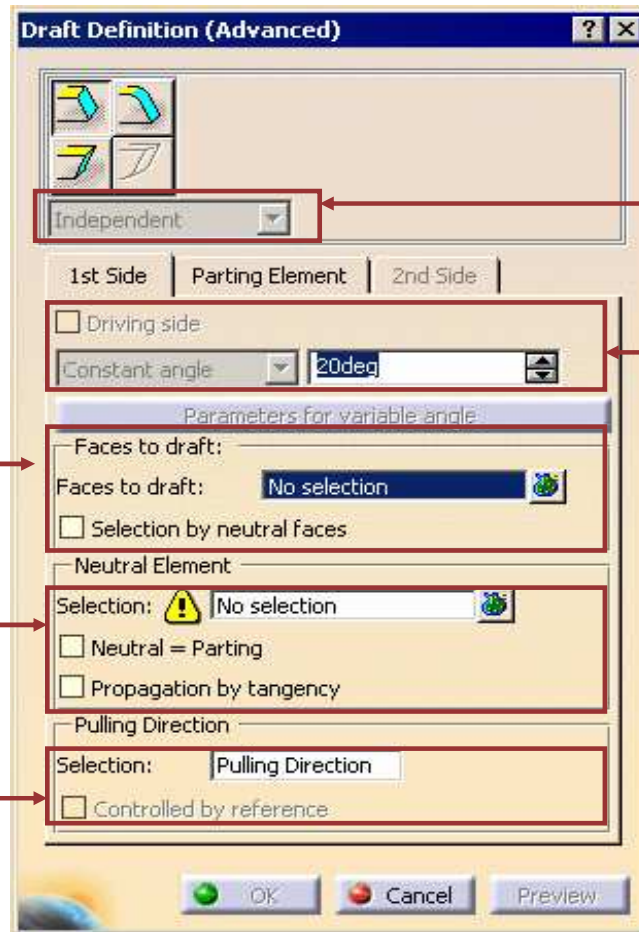 Draft Definition (Advanced)
Independent
1st Side Parting Element 2nd Side
Driving side
Constant angle 20deg
Parameters for variable angle
Faces to draft:
Faces to draft: No selection
Selection by neutral faces
Neutral Element
Selection: No selection
Neutral = Parting
Propagation by tangency
Pulling Direction
Selection: Pulling Direction
Controlled by reference
OK Cancel Preview